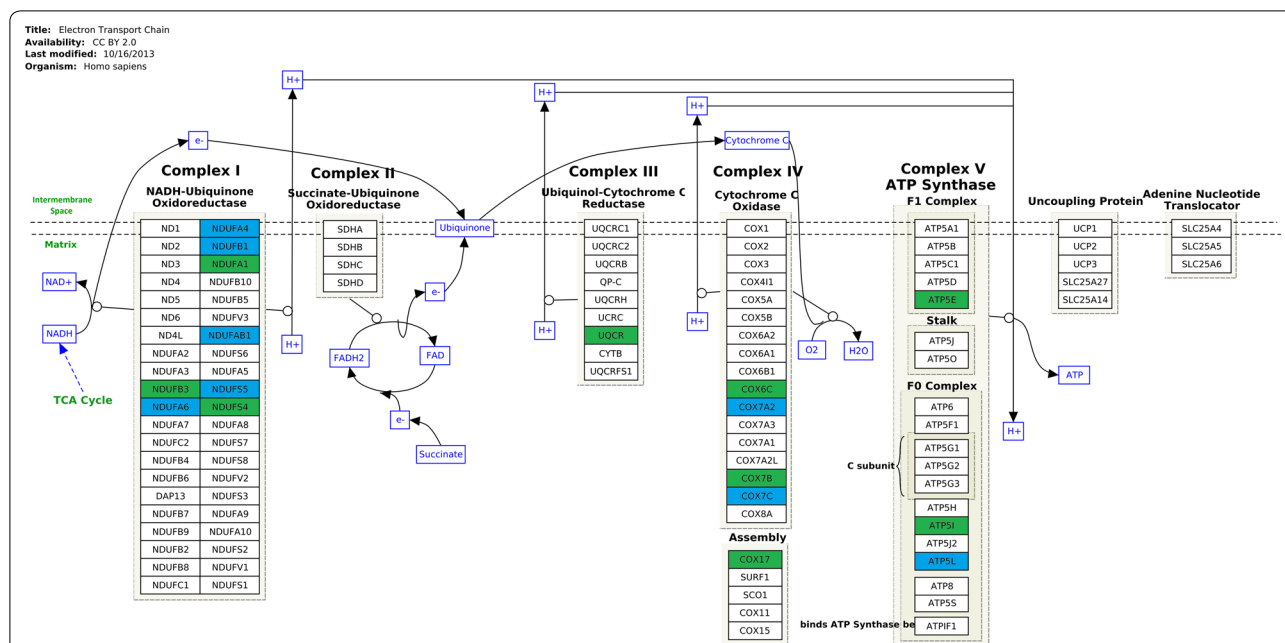 Title: Electron Transport Chain
Availability: CC BY 2.0
Last modified: 10/16/2013
Organism: Homo sapiens
H+
H+
H+
e-
Cytochrome C
Complex I
NADH-Ubiquinone
Oxidoreductase
Complex II
Succinate-Ubiquinone
Oxidoreductase
Complex III
Ubiquinol-Cytochrome C
Reductase
Complex IV
Cytochrome C
Oxidase
Complex V
ATP Synthase
F1 Complex
Uncoupling Protein
Adenine Nucleotide
Translocator
Intermembrane
Space
Matrix
NAD+
NADH
TCA Cycle
ND1 NDUFA4
ND2 NDUFB1
ND3 NDUFA1
ND4 NDUFB10
ND5 NDUFB5
ND6 NDUFV3
ND4L NDUFAB1
NDUFA2 NDUFS6
NDUFA3 NDUFA5
NDUFB3 NDUFS5
NDUFA6 NDUFS4
NDUFA7 NDUFA8
NDUFC2 NDUFS7
NDUFB4 NDUFS8
NDUFB6 NDUFV2
DAP13 NDUFS3
NDUFB7 NDUFA9
NDUFB9 NDUFA10
NDUFB2 NDUFS2
NDUFB8 NDUFV1
NDUFC1 NDUFS1
H+
SDHA
SDHB
SDHC
SDHD
Ubiquinone
e-
FADH2
FAD
e-
Succinate
H+
UQCRC1
UQCRC2
UQCRB
QP-C
UQCRH
UCRC
UQCR
CYTB
UQCRFS1
H+
COX1
COX2
COX3
COX4I1
COX5A
COX5B
COX6A2
COX6A1
COX6B1
COX6C
COX7A2
COX7A3
COX7A1
COX7A2L
COX7B
COX7C
COX8A
Assembly
COX17
SURF1
SCO1
COX11
COX15
O2
H2O
ATP5A1
ATP5B
ATP5C1
ATP5D
ATP5E
Stalk
ATP5J
ATP5O
F0 Complex
ATP6
ATP5F1
C subunit
ATP5G1
ATP5G2
ATP5G3
ATP5H
ATP5I
ATP5J2
ATP5L
ATP8
ATP5S
binds ATP Synthase be
ATPIF1
ATP
H+
UCP1
UCP2
UCP3
SLC25A27
SLC25A14
SLC25A4
SLC25A5
SLC25A6